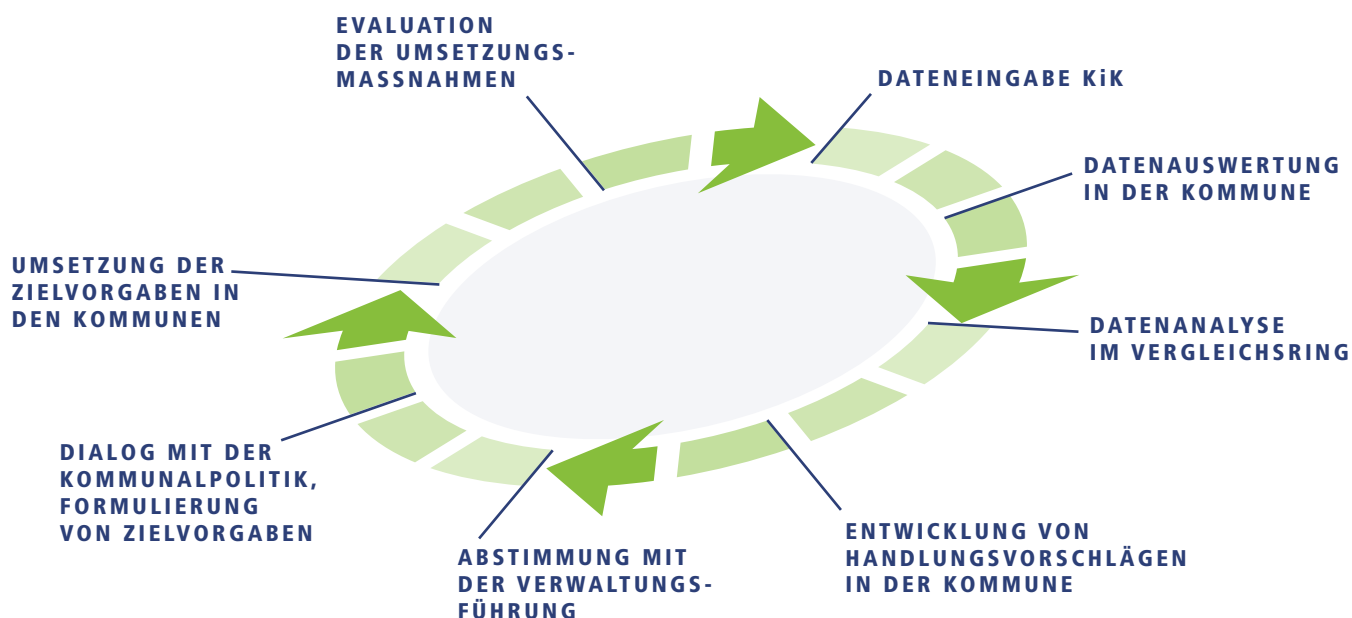 EVALUATION
DER UMSETZUNGS-
MASSNAHMEN
DATENEINGABE KiK
DATENAUSWERTUNG
IN DER KOMMUNE
DATENANALYSE
IM VERGLEICHSRING
ENTWICKLUNG VON
HANDLUNGSVORSCHLÄGEN
IN DER KOMMUNE
ABSTIMMUNG MIT
DER VERWALTUNGS-
FÜHRUNG
DIALOG MIT DER
KOMMUNALPOLITIK,
FORMULIERUNG
VON ZIELVORGABEN
UMSETZUNG DER
ZIELVORGABEN IN
DEN KOMMUNEN